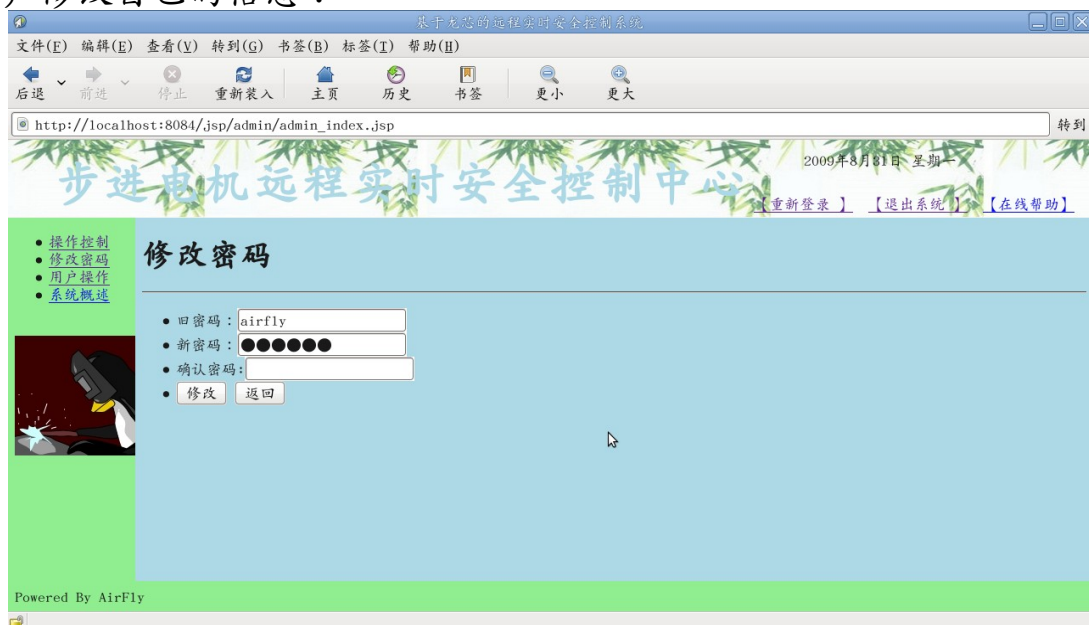 修改自己的信息：
基于龙芯的远程实时安全控制系统
文件(F) 编辑(E) 查看(V) 转到(G) 书签(B) 标签(T) 帮助(H)
后退 前进 停止 重新装入 主页 历史 书签 更小 更大
http://localhost:8084/jsp/admin/admin_index.jsp 转到
2009年8月31日 星期一
步进电机远程实时安全控制中心
【重新登录 】 【退出系统 】 【在线帮助】
操作控制
修改密码
用户操作
系统概述
修改密码
旧密码：airfly
新密码：●●●●●●
确认密码:
修改 返回
Powered By AirFly